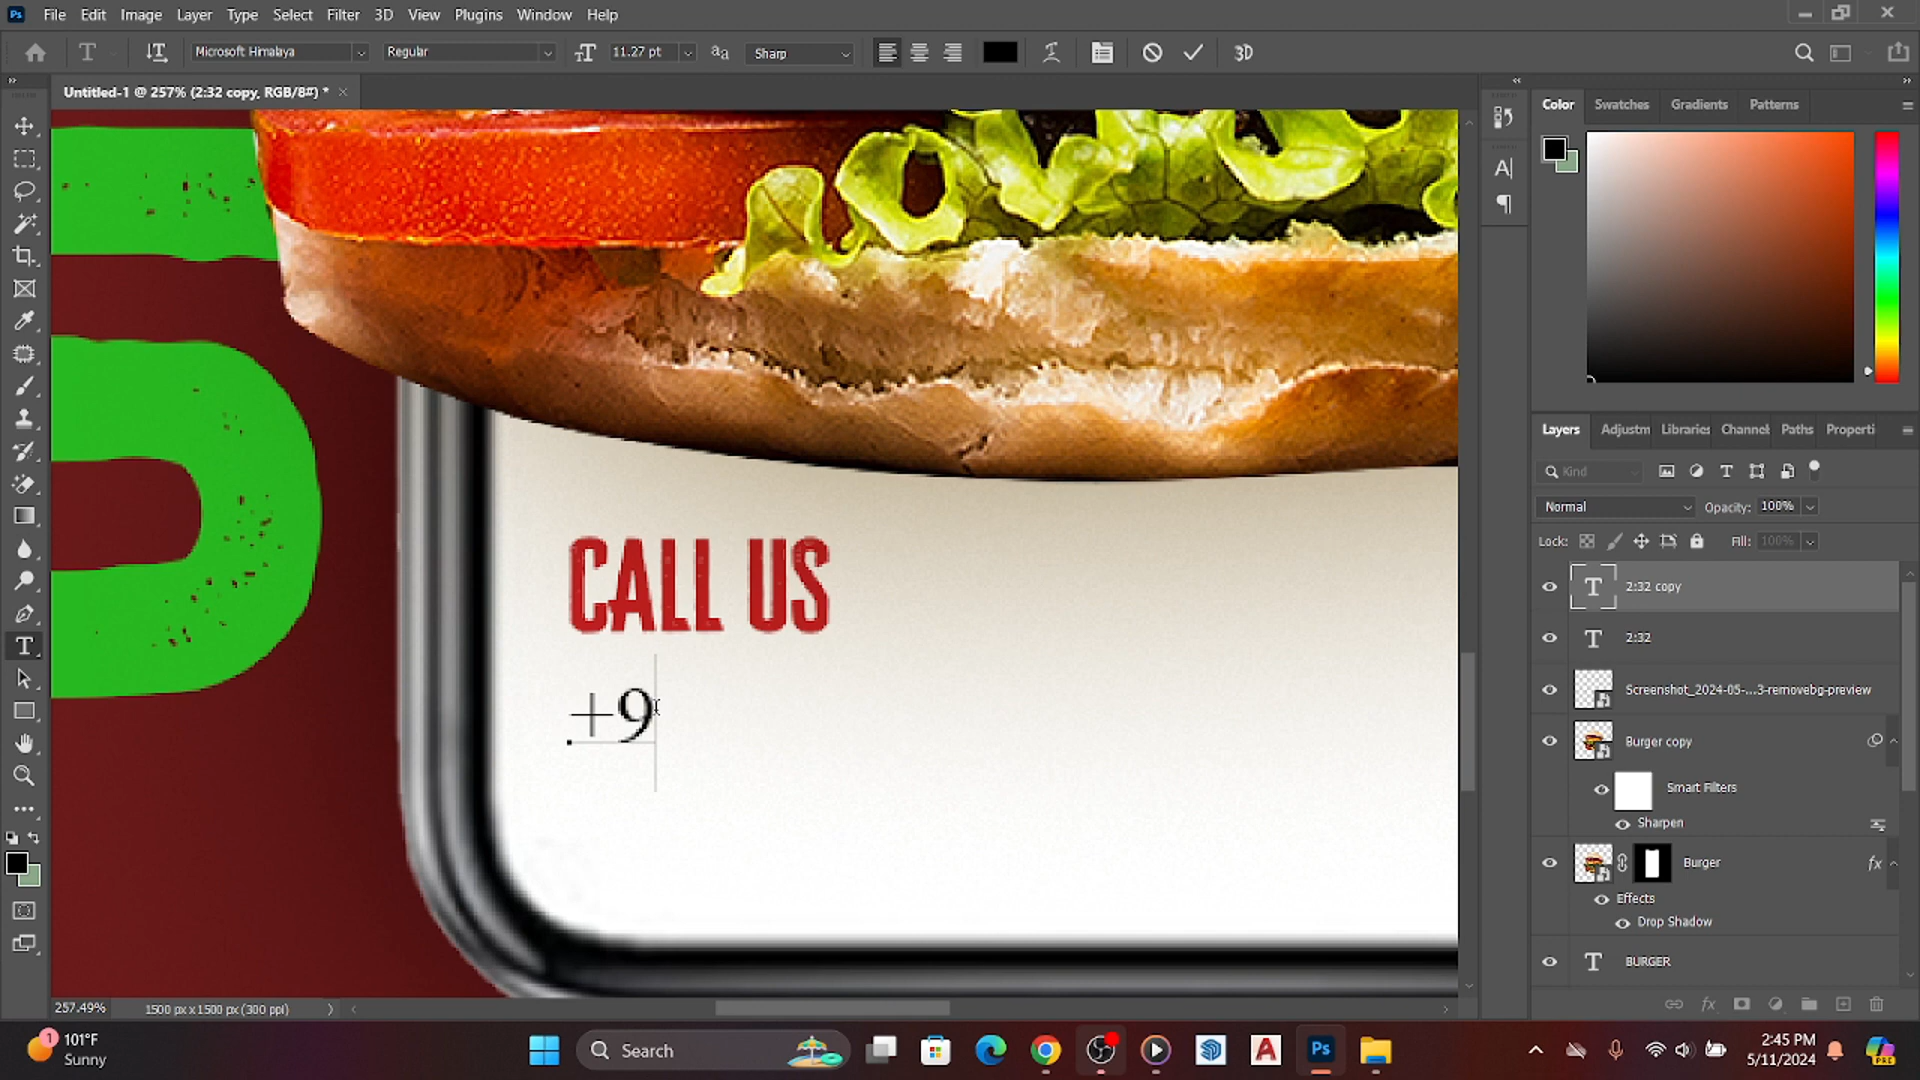 File Edit Image Layer Type Select Filter 3D View Plugins Window Help
Microsoft Himalaya Regular 11.27 pt Sharp 3D
Untitled-1 @ 257% (2:32 copy, RGB/8#) *
Color Swatches Gradients Patterns
CALL US
+9
Layers Adjustm Libraries Channel Paths Properti
Kind
Normal Opacity: 100%
Lock: Fill: 100%
2:32 copy
2:32
Screenshot_2024-05-...3-removebg-preview
Burger copy
Smart Filters
Sharpen
Burger fx
Effects
Drop Shadow
BURGER
257.49% 1500 px x 1500 px (300 ppi)
1 101°F
Sunny
Search
Ps
2:45 PM
5/11/2024